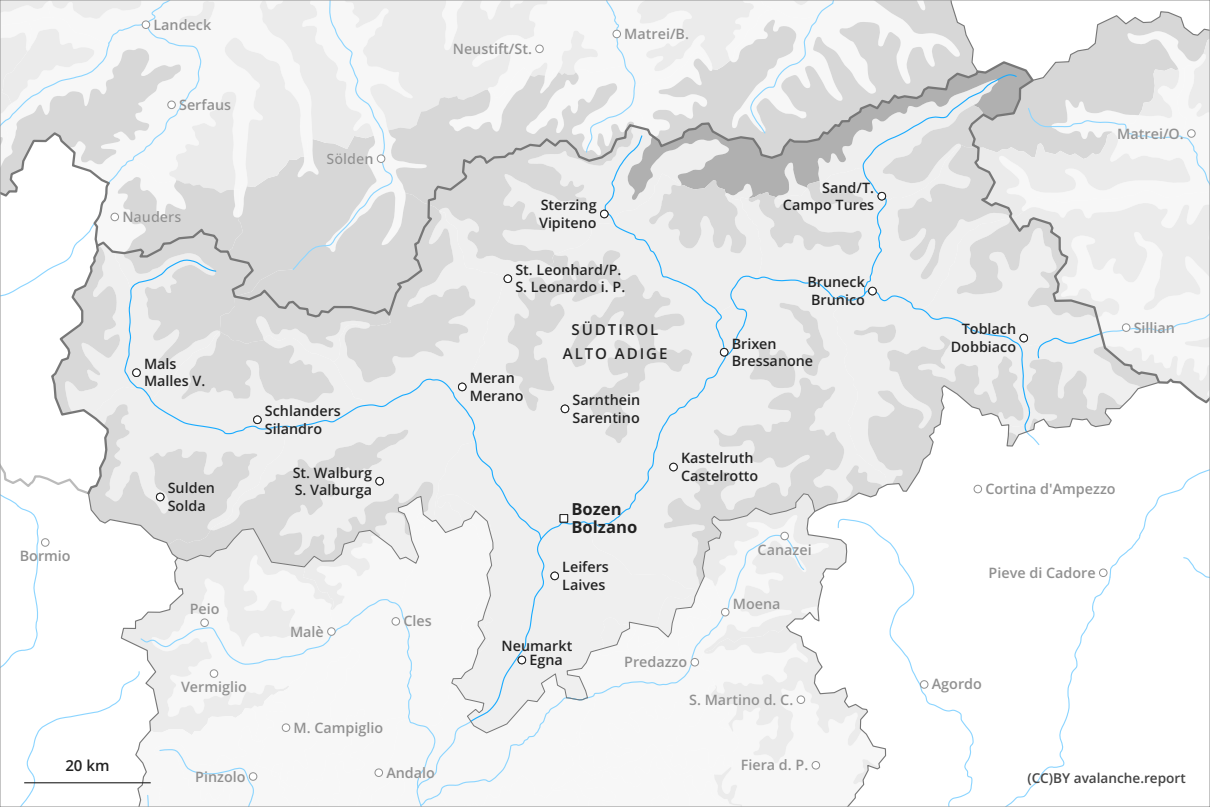 Landeck
Matrei/B.
Neustift/St.
Serfaus
Matrei/O.
Sölden
Sand/T.
Campo Tures
Nauders
Sterzing
Vipiteno
St. Leonhard/P.
S. Leonardo i. P.
Bruneck
Brunico
SÜDTIROL
ALTO ADIGE
Toblach
Dobbiaco
Sillian
Brixen
Bressanone
Mals
Malles V.
Meran
Merano
Sarnthein
Sarentino
Schlanders
Silandro
Kastelruth
Castelrotto
St. Walburg
S. Valburga
Sulden
Solda
Cortina d'Ampezzo
Bozen
Bolzano
Bormio
Canazei
Leifers
Laives
Pieve di Cadore
Peio
Moena
Malè
Cles
Neumarkt
Egna
Predazzo
Vermiglio
Agordo
S. Martino d. C.
M. Campiglio
20 km
Pinzolo
Andalo
Fiera d. P.
(CC)BY avalanche.report